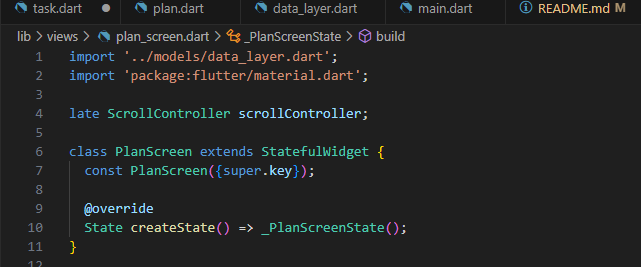 task.dart plan.dart data_layer.dart main.dart README.md M
lib > views > plan_screen.dart > _PlanScreenState > build
1 import '../models/data_layer.dart';
2 import 'package:flutter/material.dart';
3
4 late ScrollController scrollController;
5
6 class PlanScreen extends StatefulWidget {
7 const PlanScreen({super.key});
8
9 @override
10 State createState() => _PlanScreenState();
11 }
12